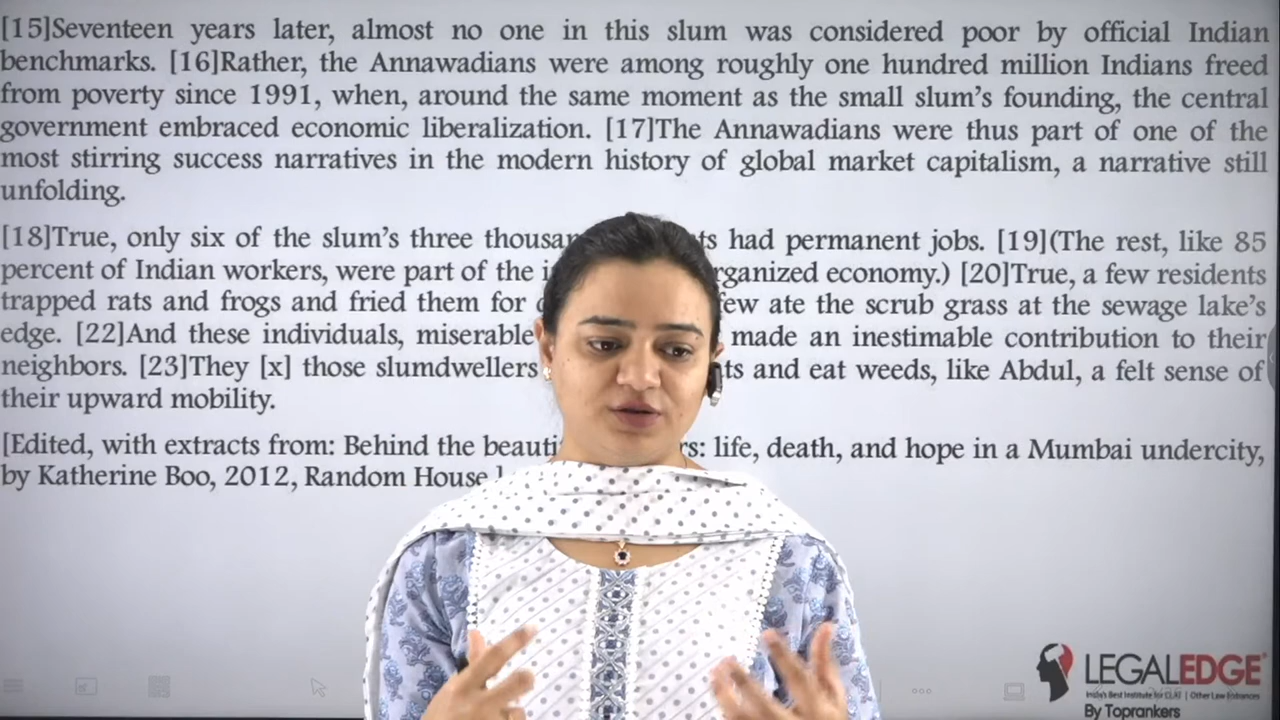 [15]Seventeen years later, almost no one in this slum was considered poor by official Indian
benchmarks. [16]Rather, the Annawadians were among roughly one hundred million Indians freed
from poverty since 1991, when, around the same moment as the small slum's founding, the central
government embraced economic liberalization. [17]The Annawadians were thus part of one of the
most stirring success narratives in the modern history of global market capitalism, a narrative still
unfolding.
[18]True, only six of the slum's three had permanent jobs. [19](The rest, like 85
percent of Indian workers, were part of the economy.) [20]True, a few residents
trapped rats and frogs and fried them for few ate the scrub grass at the sewage lake's
edge. [22]And these individuals, miserable made an inestimable contribution to their
neighbors. [23]They [x] those slumdwellers and eat weeds, like Abdul, a felt sense of
their upward mobility.
[Edited, with extracts from: Behind the life, death, and hope in a Mumbai undercity,
by Katherine Boo, 2012, Random House.]
LEGALEDGE
India's Best Institute for CLAT | Other Law Entrances
By Toprankers